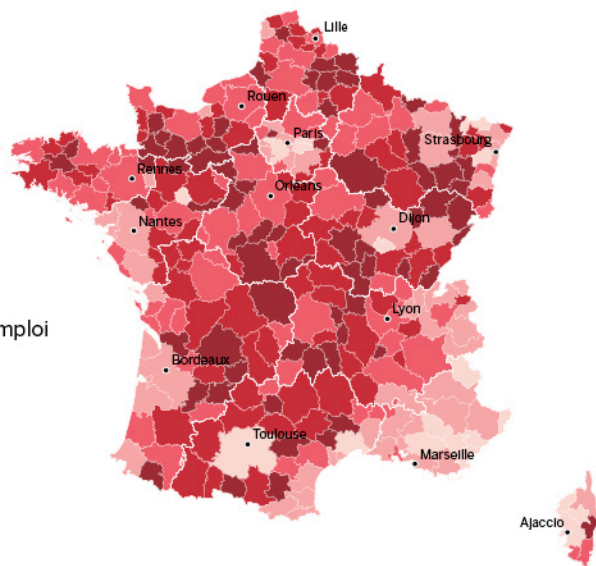 Lille
Rouen
Paris
Strasbourg
Rennes
Orléans
Nantes
Dijon
Lyon
mploi
Bordeaux
Toulouse
Marseille
Ajaccio